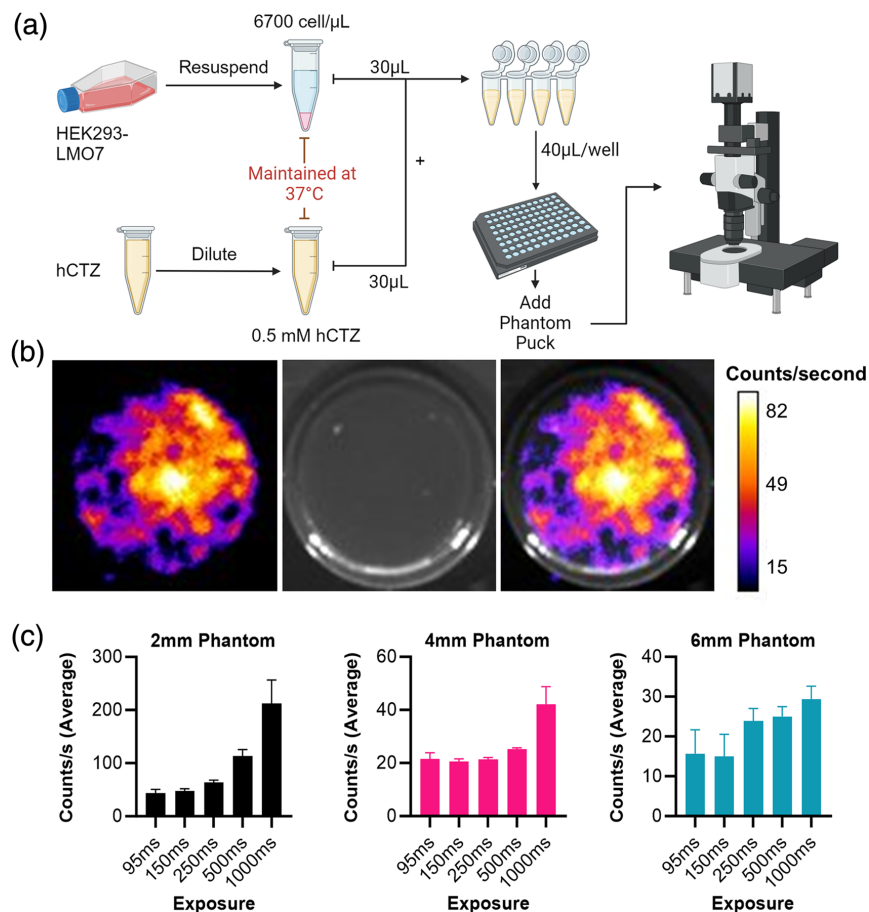 (a)
6700 cell/µL
Resuspend
30µL
HEK293-
LMO7
Maintained at
37°C
+
40µL/well
hCTZ
Dilute
30µL
0.5 mM hCTZ
Add
Phantom
Puck
(b)
Counts/second
82
49
15
(c)
2mm Phantom
Counts/s (Average)
300
200
100
0
95ms
150ms
250ms
500ms
1000ms
Exposure
4mm Phantom
Counts/s (Average)
60
40
20
0
95ms
150ms
250ms
500ms
1000ms
Exposure
6mm Phantom
Counts/s (Average)
40
30
20
10
0
95ms
150ms
250ms
500ms
1000ms
Exposure